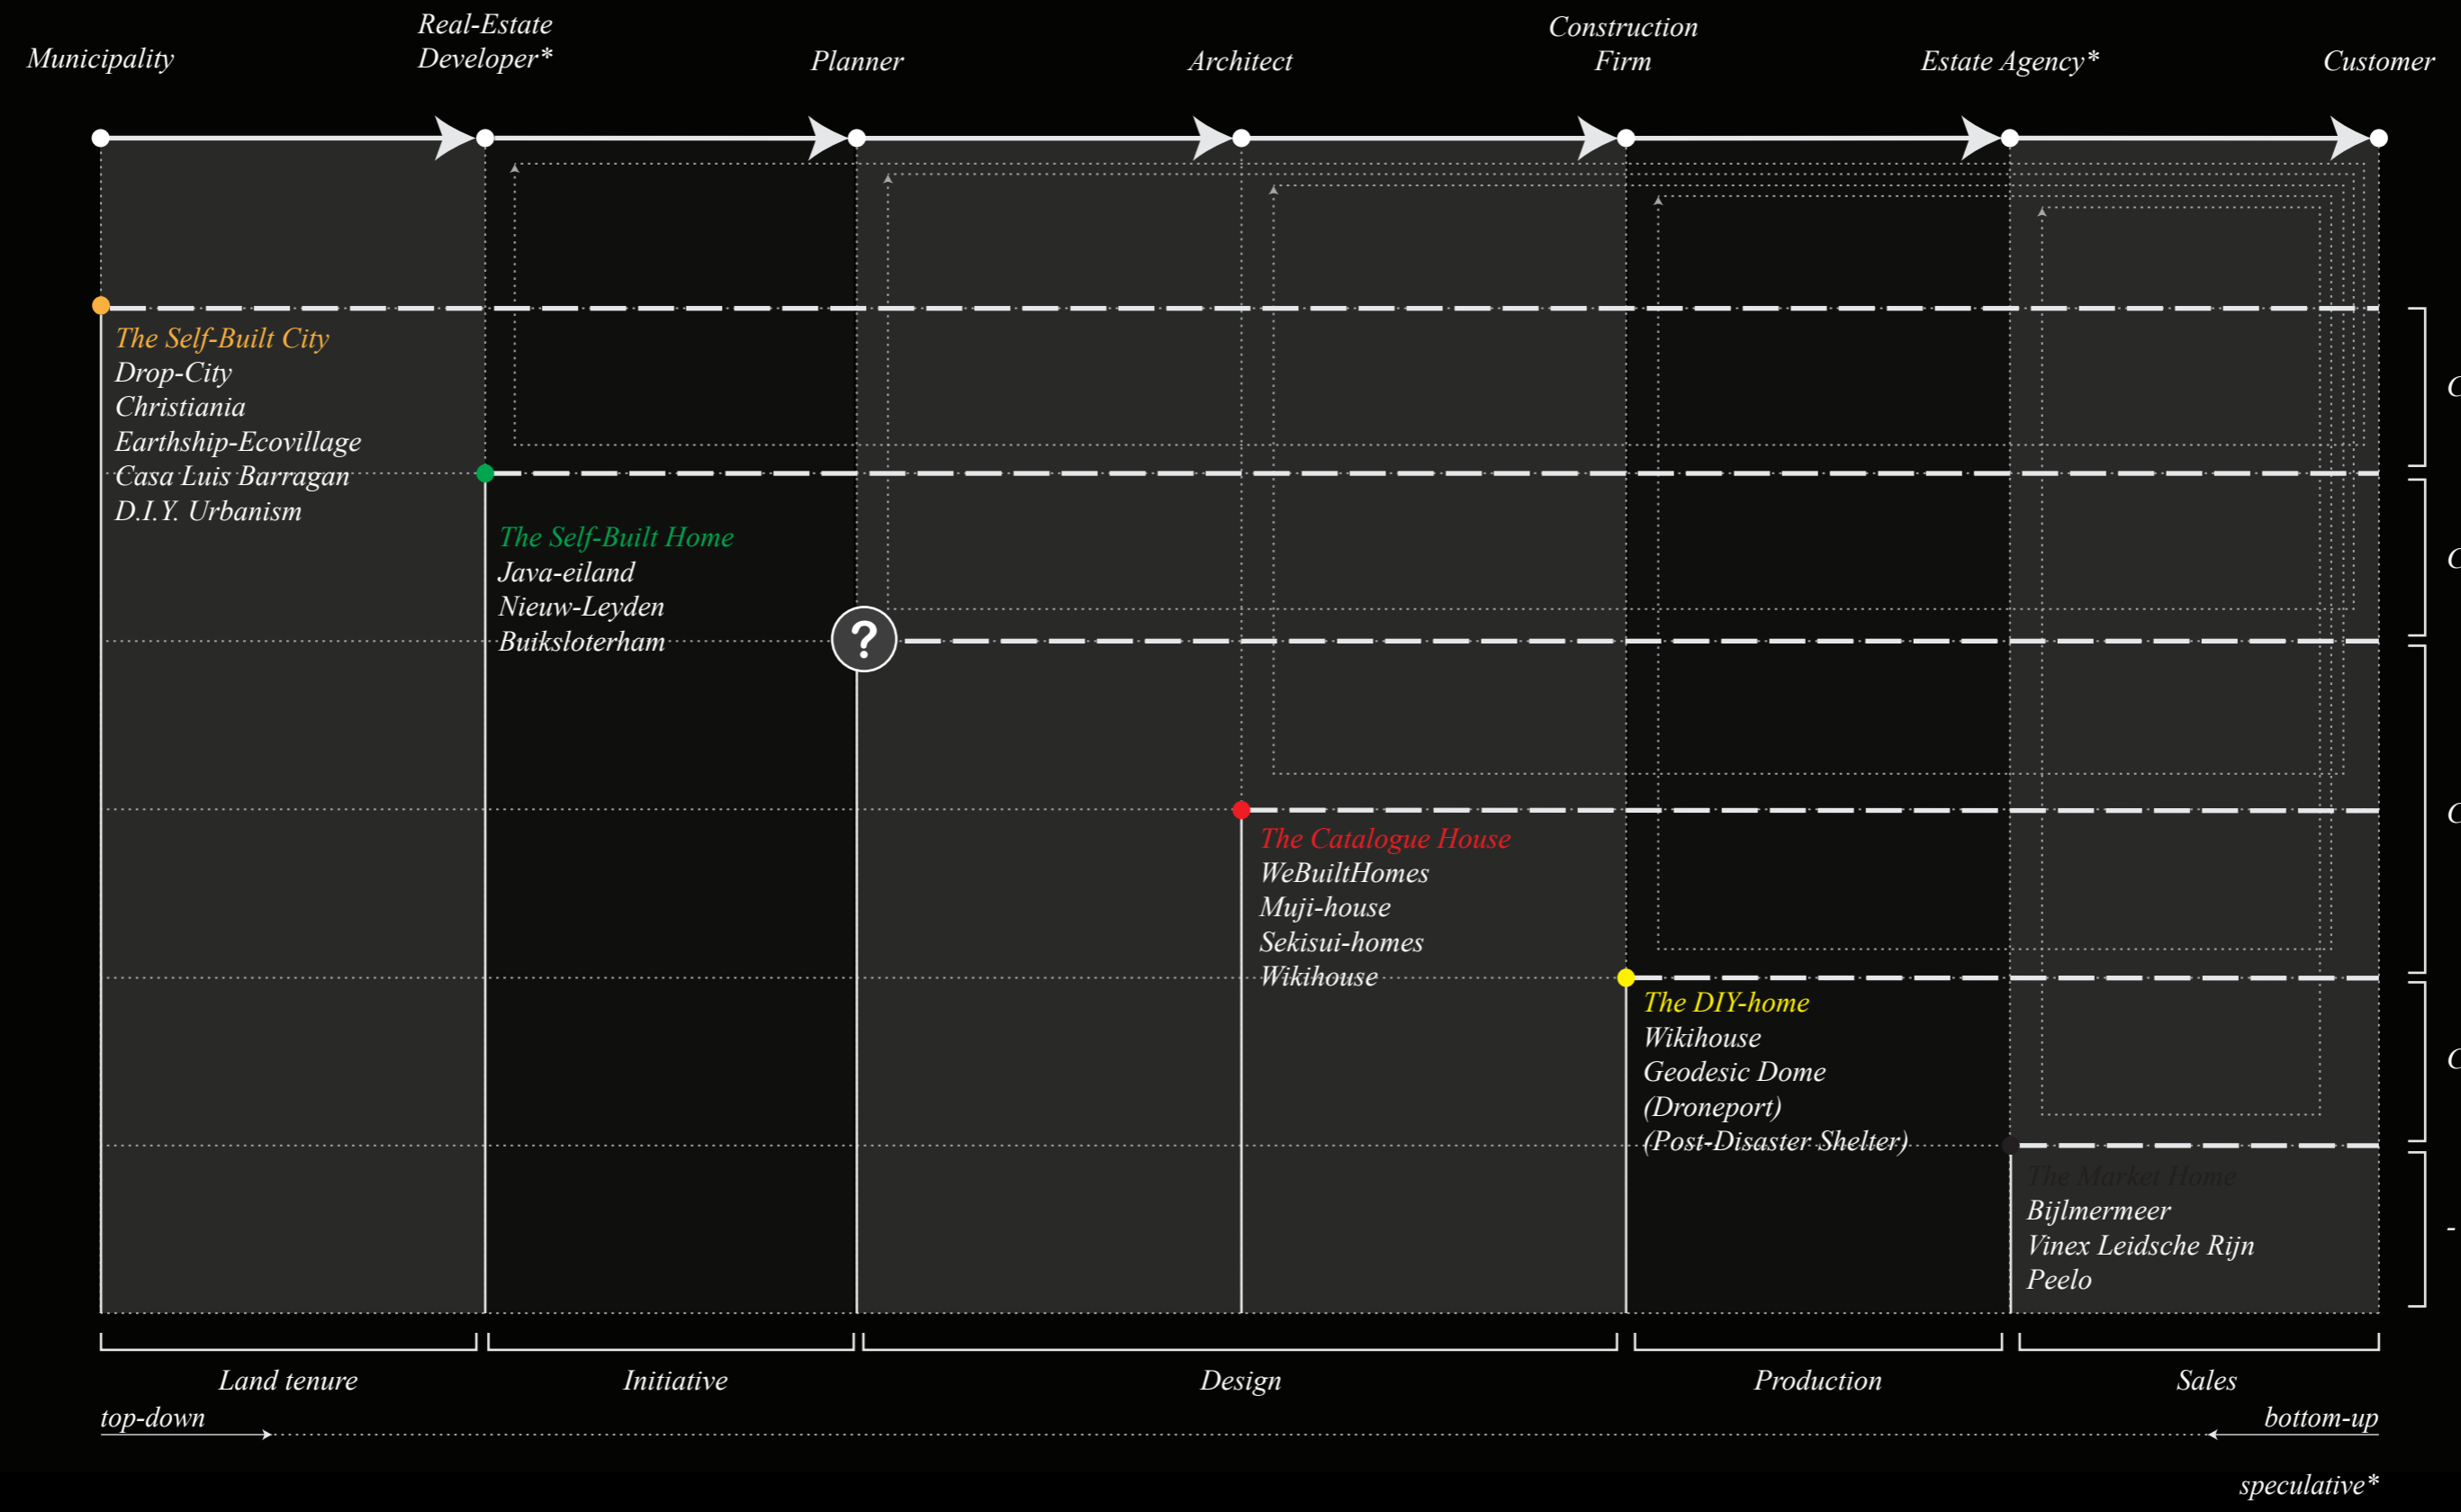 Municipality
Real-Estate
Developer*
Planner
Architect
Construction
Firm
Estate Agency*
Customer
The Self-Built City
Drop-City
Christiania
Earthship-Ecovillage
Casa Luis Barragan
D.I.Y. Urbanism
The Self-Built Home
Java-eiland
Nieuw-Leyden
Buiksloterham
?
The Catalogue House
WeBuiltHomes
Muji-house
Sekisui-homes
Wikihouse
The DIY-home
Wikihouse
Geodesic Dome
(Droneport)
(Post-Disaster Shelter)
The Market Home
Bijlmermeer
Vinex Leidsche Rijn
Peelo
-
Land tenure
Initiative
Design
Production
Sales
top-down
bottom-up
speculative*